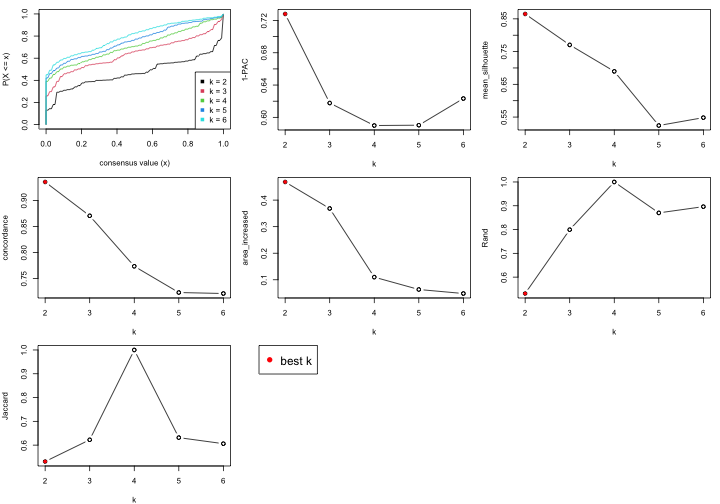 P(X <= x)
0.0 0.2 0.4 0.6 0.8 1.0
k = 2
k = 3
k = 4
k = 5
k = 6
0.0 0.2 0.4 0.6 0.8 1.0
consensus value (x)
1-PAC
0.60 0.64 0.68 0.72
2 3 4 5 6
k
mean_silhouette
0.55 0.65 0.75 0.85
2 3 4 5 6
k
concordance
0.75 0.80 0.85 0.90
2 3 4 5 6
k
area_increased
0.1 0.2 0.3 0.4
2 3 4 5 6
k
Rand
0.6 0.7 0.8 0.9 1.0
2 3 4 5 6
k
Jaccard
0.6 0.7 0.8 0.9 1.0
2 3 4 5 6
k
best k